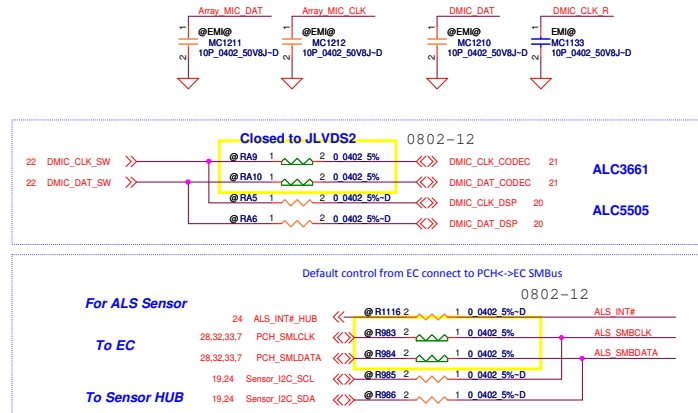 Array_MIC_DAT Array_MIC_CLK DMIC_DAT DMIC_CLK_R
1 @EMI@ 1 @EMI@ 1 @EMI@ 1 EMI@
MC1211 MC1212 MC1210 MC1133
2 10P_0402_50V8J~D 2 10P_0402_50V8J~D 2 10P_0402_50V8J~D 2 10P_0402_50V8J~D
Closed to JLVDS2 0802-12
22 DMIC_CLK_SW @ RA9 1 2 0_0402_5% DMIC_CLK_CODEC 21
ALC3661
22 DMIC_DAT_SW @ RA10 1 2 0_0402_5% DMIC_DAT_CODEC 21
@ RA5 1 2 0_0402_5%~D DMIC_CLK_DSP 20
ALC5505
@ RA6 1 2 0_0402_5%~D DMIC_DAT_DSP 20
Default control from EC connect to PCH<->EC SMBus
0802-12
For ALS Sensor
24 ALS_INT#_HUB @ R1116 2 1 0_0402_5%~D ALS_INT#
To EC
28,32,33,7 PCH_SMLCLK @ R983 2 1 0_0402_5% ALS_SMBCLK
28,32,33,7 PCH_SMLDATA @ R984 2 1 0_0402_5% ALS_SMBDATA
19,24 Sensor_I2C_SCL @ R985 2 1 0_0402_5%~D
To Sensor HUB
19,24 Sensor_I2C_SDA @ R986 2 1 0_0402_5%~D